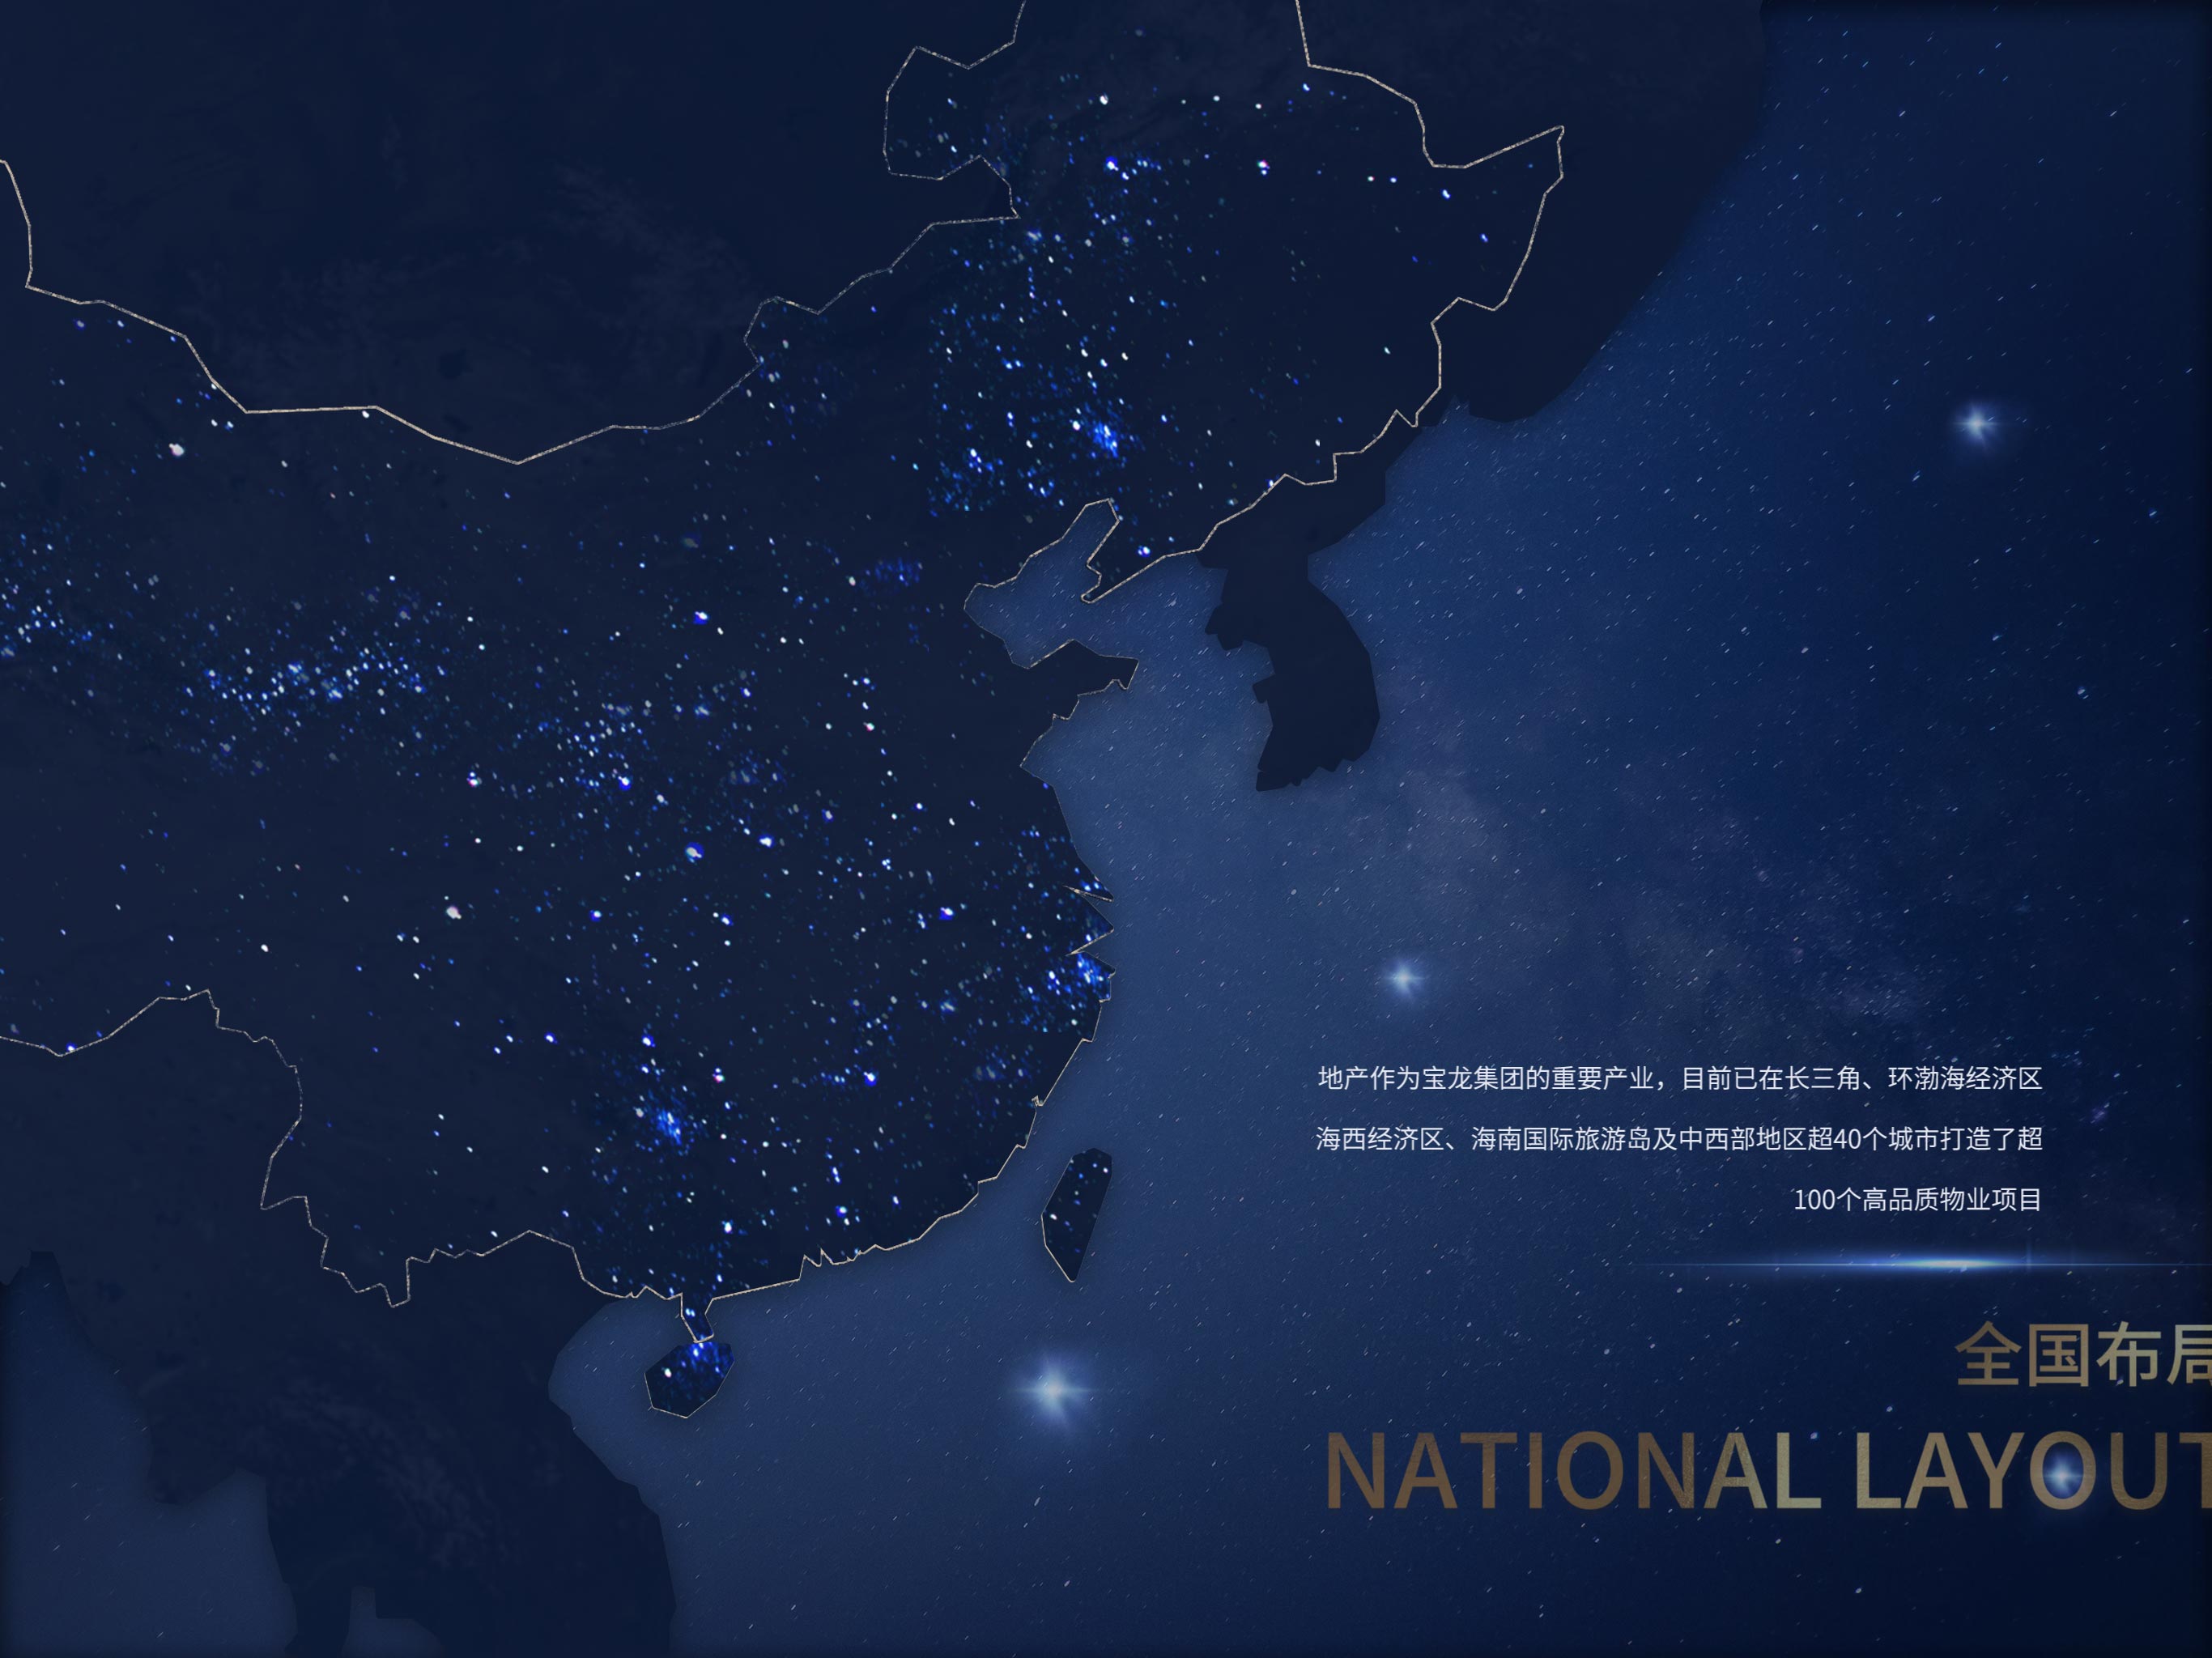 地产作为宝龙集团的重要产业，目前已在长三角、环渤海经济区
海西经济区、海南国际旅游岛及中西部地区超40个城市打造了超
100个高品质物业项目
全国布局
NATIONAL LAYOUT